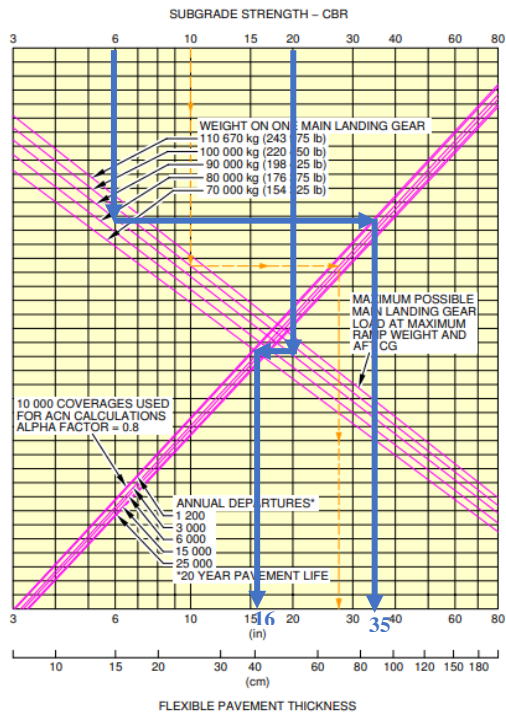 SUBGRADE STRENGTH – CBR
3 6 10 15 20 30 40 60 80
WEIGHT ON ONE MAIN LANDING GEAR
110 670 kg (243 75 lb)
100 000 kg (220 50 lb)
90 000 kg (198 25 lb)
80 000 kg (176 75 lb)
70 000 kg (154 25 lb)
MAXIMUM POSSIBLE
MAIN LANDING GEAR
LOAD AT MAXIMUM
RAMP WEIGHT AND
AFT CG
10 000 COVERAGES USED
FOR ACN CALCULATIONS
ALPHA FACTOR = 0.8
ANNUAL DEPARTURES*
1 200
3 000
6 000
15 000
25 000
*20 YEAR PAVEMENT LIFE
3 6 10 15 16 20 30 35 40 60 80
(in)
10 15 20 30 40 60 80 100 120 150 180
(cm)
FLEXIBLE PAVEMENT THICKNESS